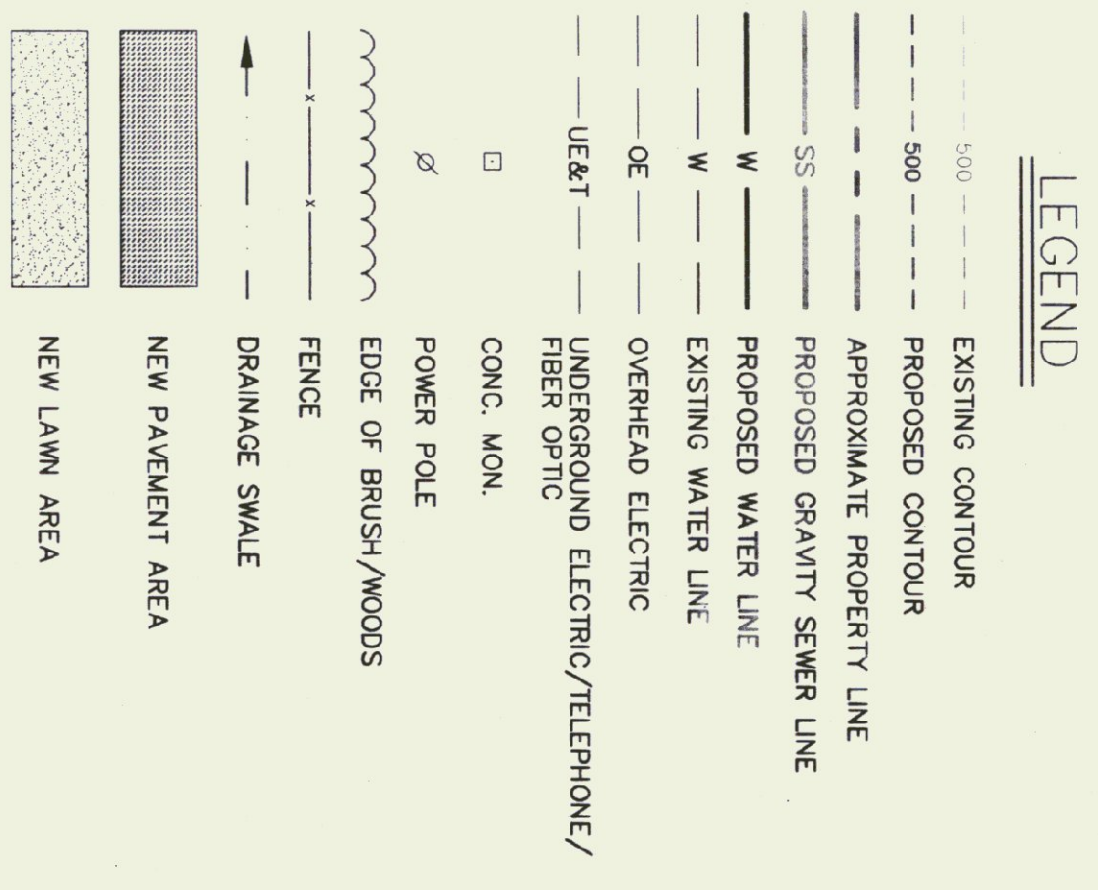 LEGEND
500 EXISTING CONTOUR
500 PROPOSED CONTOUR
APPROXIMATE PROPERTY LINE
SS PROPOSED GRAVITY SEWER LINE
W PROPOSED WATER LINE
W EXISTING WATER LINE
OE OVERHEAD ELECTRIC
UE&T UNDERGROUND ELECTRIC/TELEPHONE/
FIBER OPTIC
CONC. MON.
POWER POLE
EDGE OF BRUSH/WOODS
x x FENCE
DRAINAGE SWALE
NEW PAVEMENT AREA
NEW LAWN AREA